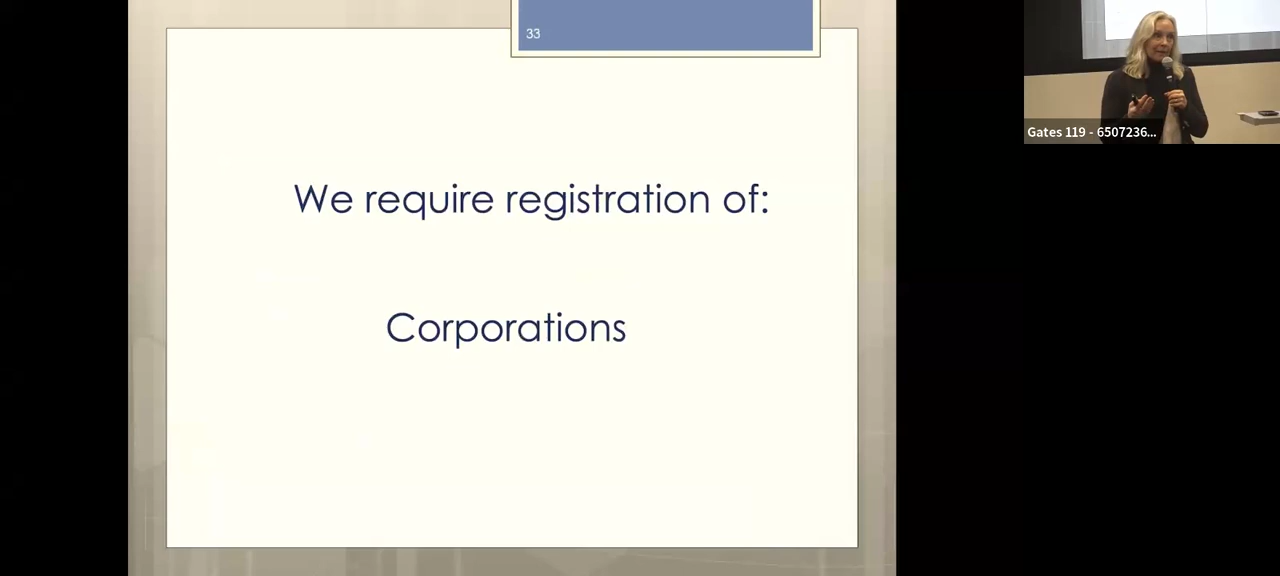 33
We require registration of:
Corporations
Gates 119 - 6507236...